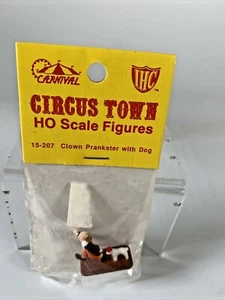 CARNIVAL
IHC
CIRCUS TOWN
HO Scale Figures
15-207 Clown Prankster with Dog